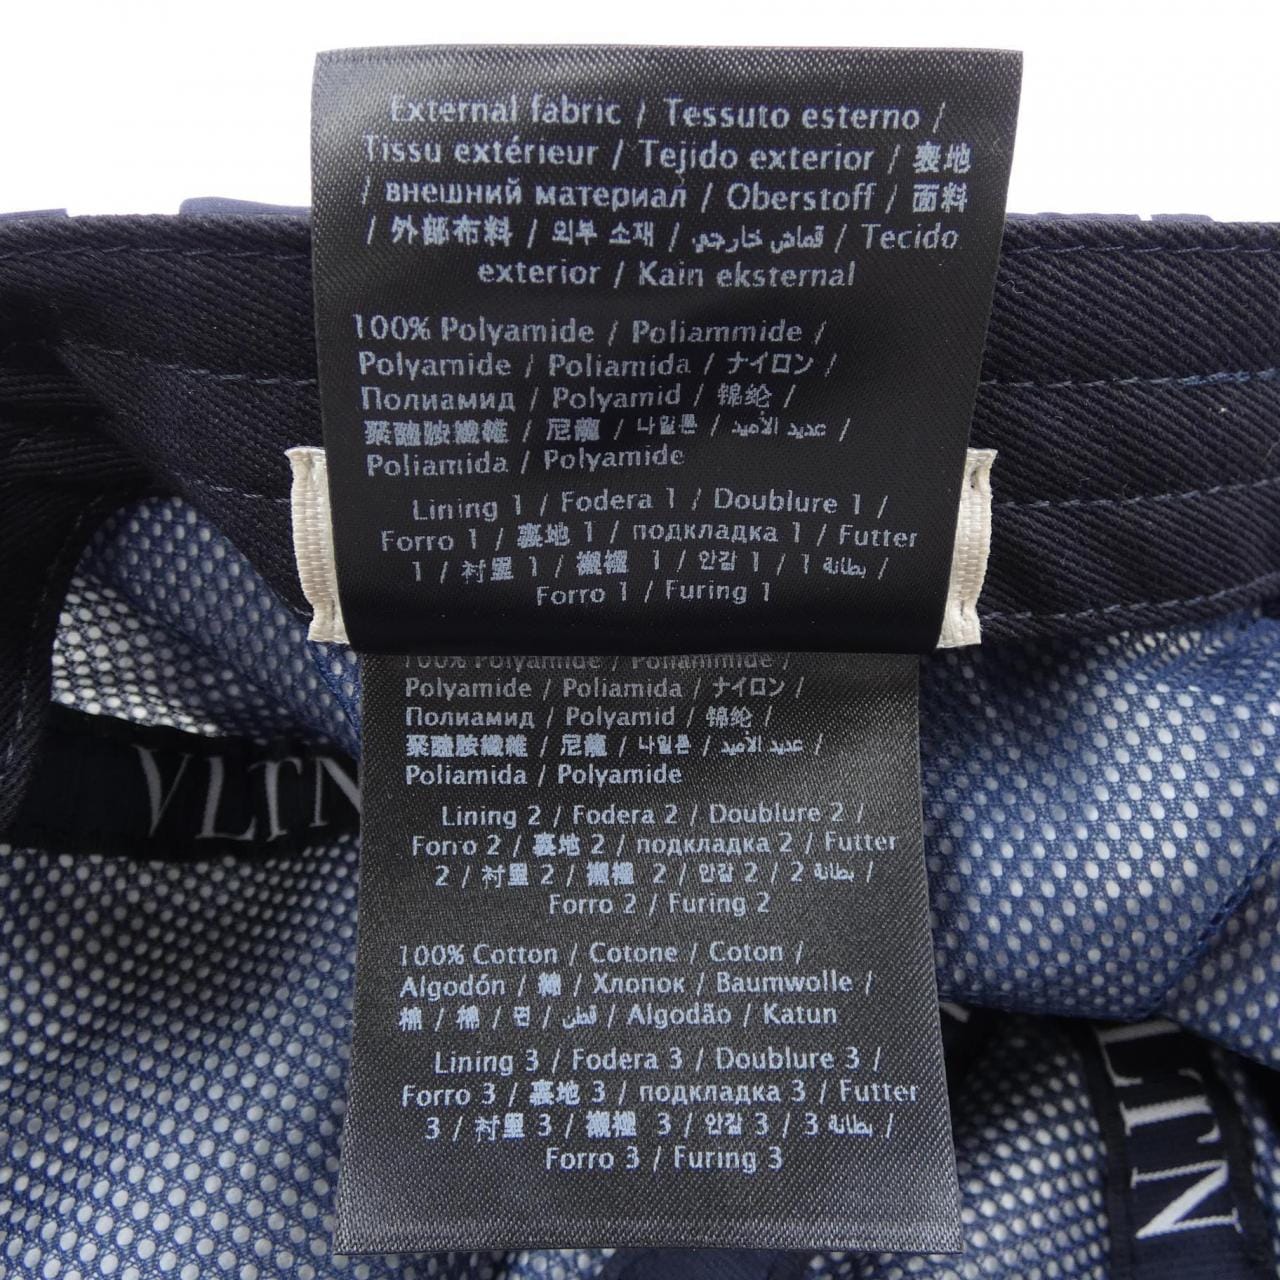 External fabric / Tessuto esterno /
Tissu extérieur / Tejido exterior / 裏地
/ внешний материал / Oberstoff / 面料
/ 外部布料 / 외부 소재 / قماش خارجي / Tecido
exterior / Kain eksternal
100% Polyamide / Poliammide /
Polyamide / Poliamida / ナイロン /
Полиамид / Polyamid / 锦纶 /
聚醯胺纖維 / 尼龍 / 나일론 / عديد الأميد /
Poliamida / Polyamide
Lining 1 / Fodera 1 / Doublure 1 /
Forro 1 / 裏地 1 / подкладка 1 / Futter
1 / 衬里 1 / 襯裡 1 / 안감 1 / 1 بطانة /
Forro 1 / Furing 1
100% Polyamide / Poliammide /
Polyamide / Poliamida / ナイロン /
Полиамид / Polyamid / 锦纶 /
聚醯胺纖維 / 尼龍 / 나일론 / عديد الأميد /
Poliamida / Polyamide
Lining 2 / Fodera 2 / Doublure 2 /
Forro 2 / 裏地 2 / подкладка 2 / Futter
2 / 衬里 2 / 襯裡 2 / 안감 2 / 2 بطانة /
Forro 2 / Furing 2
100% Cotton / Cotone / Coton /
Algodón / 綿 / Хлопок / Baumwolle /
棉 / 棉 / 면 / قطن / Algodão / Katun
Lining 3 / Fodera 3 / Doublure 3 /
Forro 3 / 裏地 3 / подкладка 3 / Futter
3 / 衬里 3 / 襯裡 3 / 안감 3 / 3 بطانة /
Forro 3 / Furing 3
VLTN
LTN